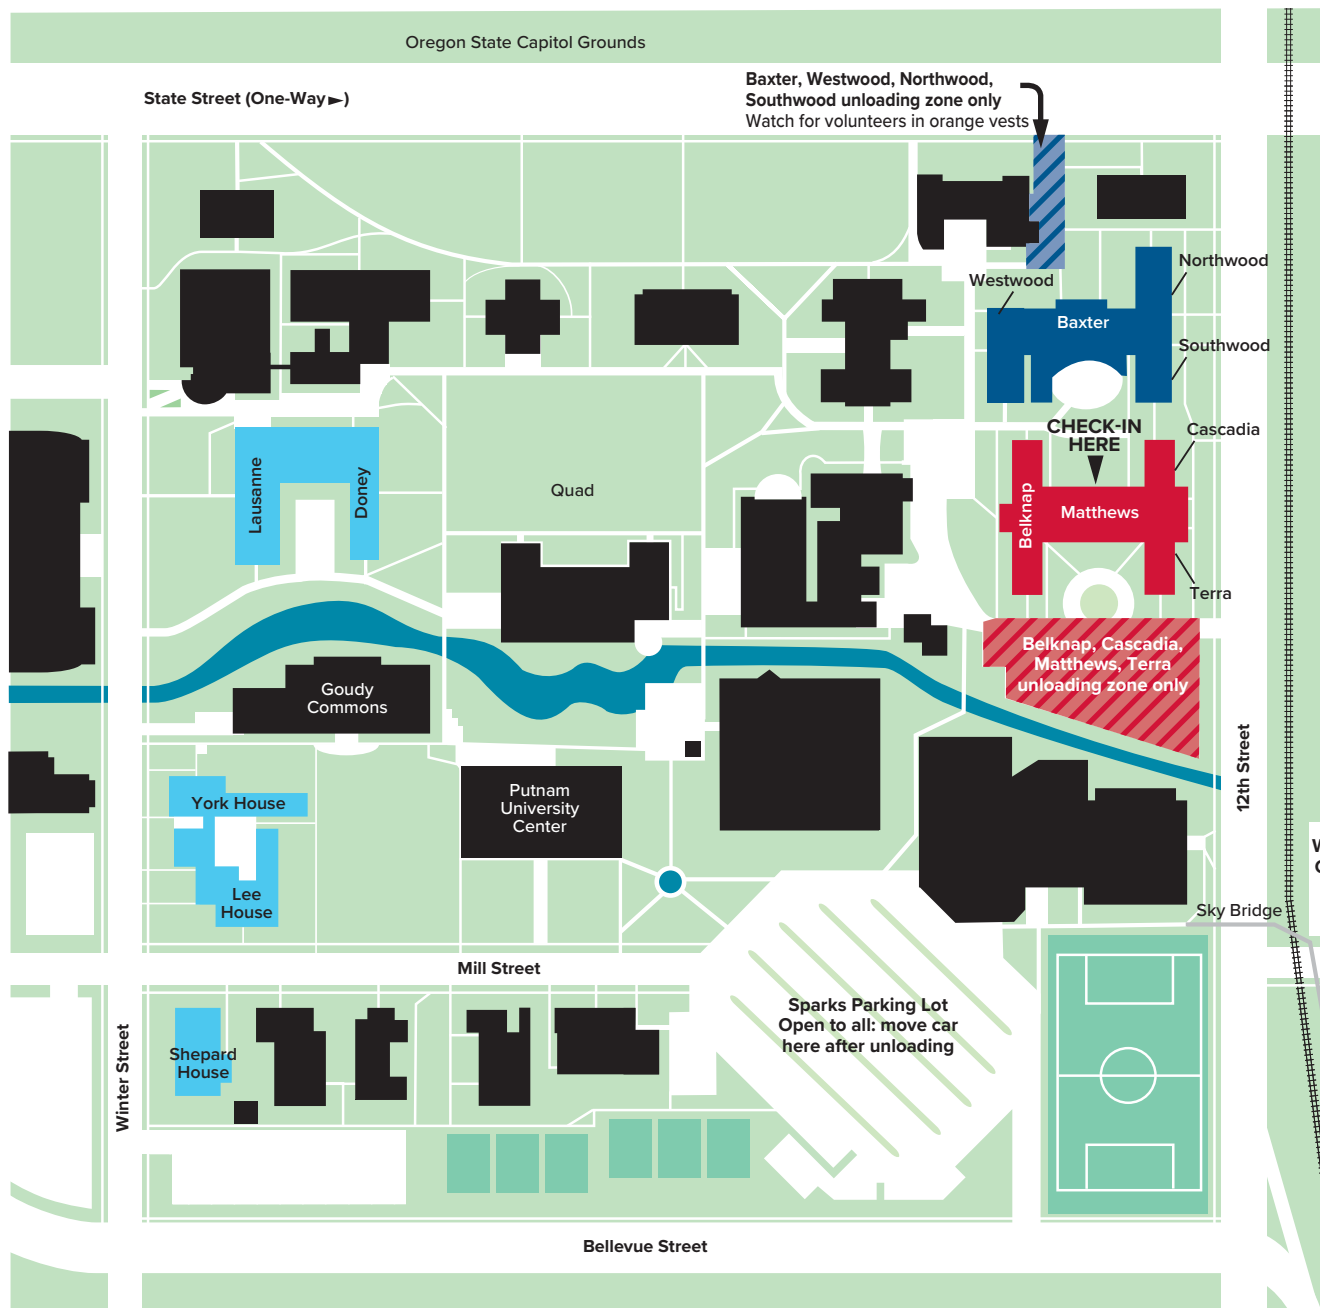 Oregon State Capitol Grounds
State Street (One-Way ►)
Baxter, Westwood, Northwood,
Southwood unloading zone only
Watch for volunteers in orange vests
Northwood
Westwood
Baxter
Southwood
CHECK-IN
HERE
Cascadia
Lausanne
Doney
Quad
Belknap
Matthews
Terra
Belknap, Cascadia,
Matthews, Terra
unloading zone only
Goudy
Commons
12th Street
York House
Putnam
University
Center
Lee
House
Sky Bridge
Mill Street
Sparks Parking Lot
Open to all: move car
here after unloading
Winter Street
Shepard
House
Bellevue Street